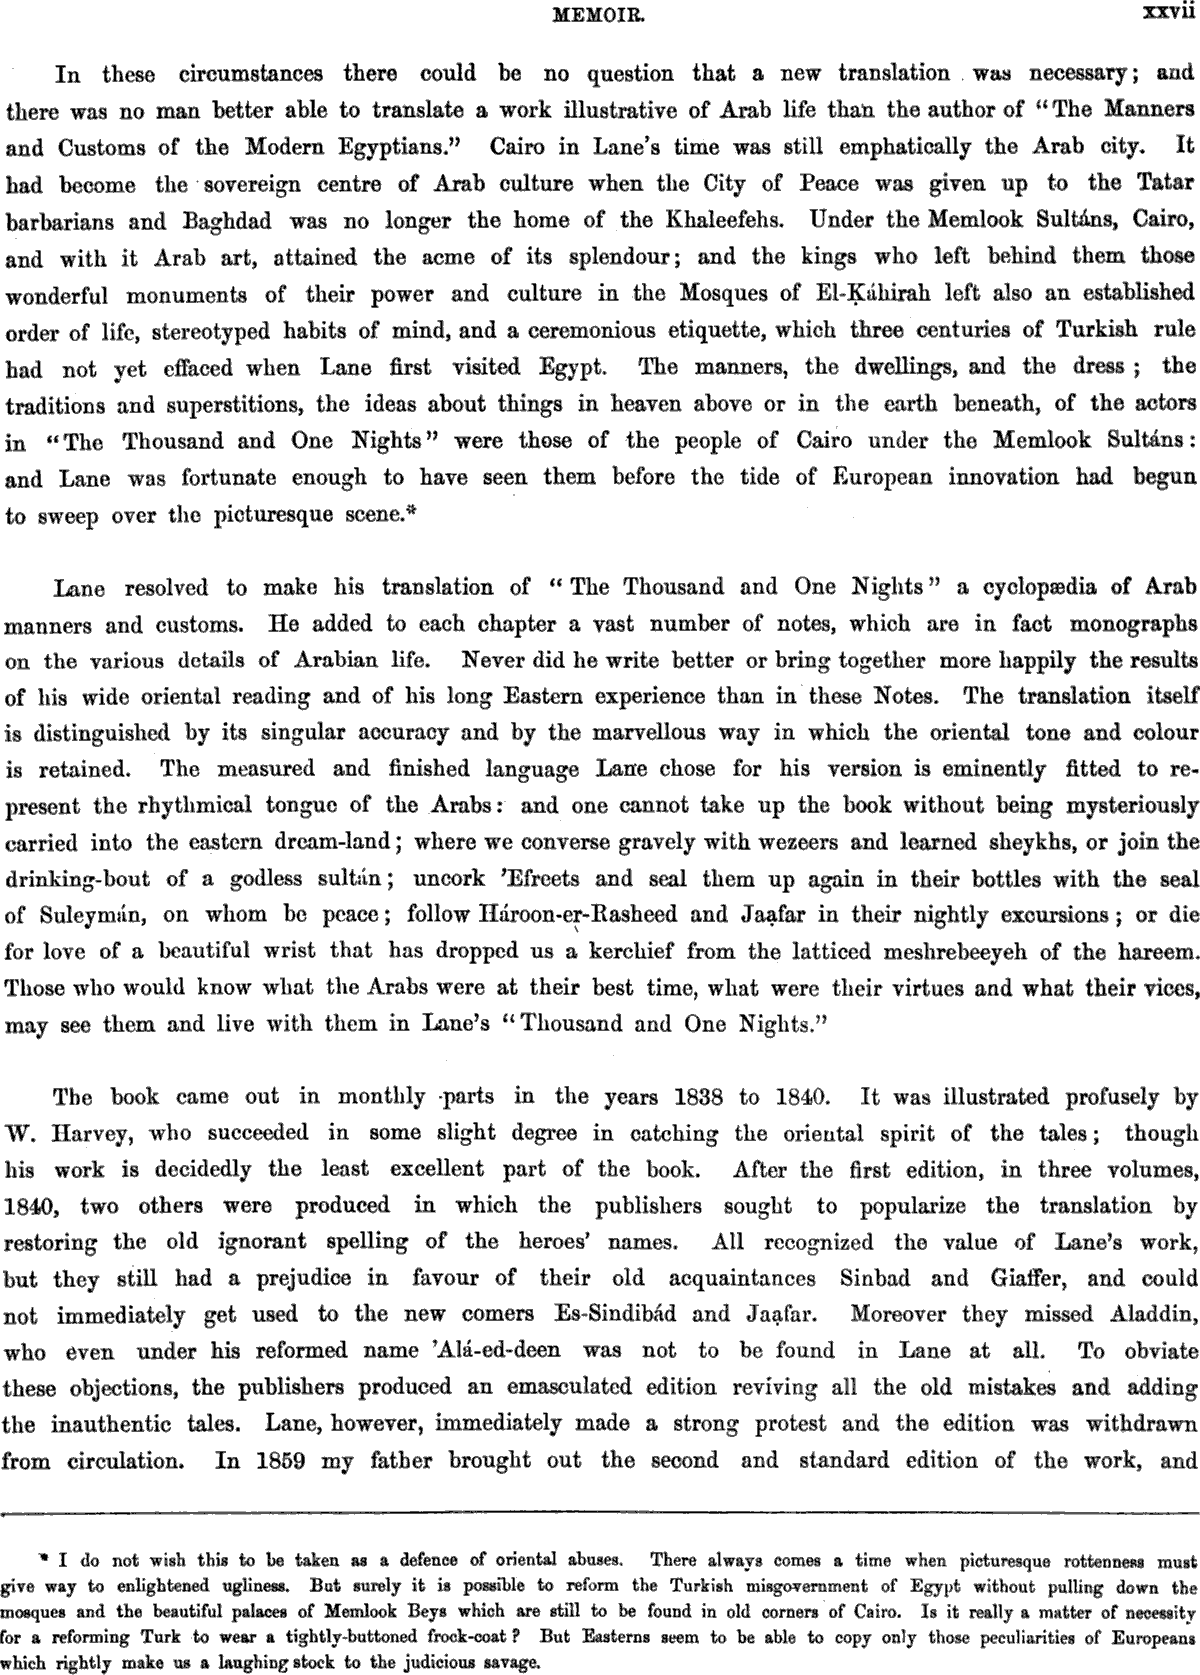 MEMOIR. xxvii
In these circumstances there could be no question that a new translation was necessary; and
there was no man better able to translate a work illustrative of Arab life than the author of “The Manners
and Customs of the Modern Egyptians.” Cairo in Lane’s time was still emphatically the Arab city. It
had become the sovereign centre of Arab culture when the City of Peace was given up to the Tatar
barbarians and Baghdad was no longer the home of the Khaleefehs. Under the Memlook Sultáns, Cairo,
and with it Arab art, attained the acme of its splendour; and the kings who left behind them those
wonderful monuments of their power and culture in the Mosques of El-Ḳáhirah left also an established
order of life, stereotyped habits of mind, and a ceremonious etiquette, which three centuries of Turkish rule
had not yet effaced when Lane first visited Egypt. The manners, the dwellings, and the dress ; the
traditions and superstitions, the ideas about things in heaven above or in the earth beneath, of the actors
in “The Thousand and One Nights” were those of the people of Cairo under the Memlook Sultáns :
and Lane was fortunate enough to have seen them before the tide of European innovation had begun
to sweep over the picturesque scene.*
Lane resolved to make his translation of “The Thousand and One Nights” a cyclopædia of Arab
manners and customs. He added to each chapter a vast number of notes, which are in fact monographs
on the various details of Arabian life. Never did he write better or bring together more happily the results
of his wide oriental reading and of his long Eastern experience than in these Notes. The translation itself
is distinguished by its singular accuracy and by the marvellous way in which the oriental tone and colour
is retained. The measured and finished language Lane chose for his version is eminently fitted to re-
present the rhythmical tongue of the Arabs: and one cannot take up the book without being mysteriously
carried into the eastern dream-land; where we converse gravely with wezeers and learned sheykhs, or join the
drinking-bout of a godless sultán; uncork ’Efreets and seal them up again in their bottles with the seal
of Suleymán, on whom be peace; follow Hároon-er-Rasheed and Jaạfar in their nightly excursions; or die
for love of a beautiful wrist that has dropped us a kerchief from the latticed meshrebeeyeh of the hareem.
Those who would know what the Arabs were at their best time, what were their virtues and what their vices,
may see them and live with them in Lane’s “Thousand and One Nights.”
The book came out in monthly parts in the years 1838 to 1840. It was illustrated profusely by
W. Harvey, who succeeded in some slight degree in catching the oriental spirit of the tales; though
his work is decidedly the least excellent part of the book. After the first edition, in three volumes,
1840, two others were produced in which the publishers sought to popularize the translation by
restoring the old ignorant spelling of the heroes’ names. All recognized the value of Lane’s work,
but they still had a prejudice in favour of their old acquaintances Sinbad and Giaffer, and could
not immediately get used to the new comers Es-Sindibád and Jaạfar. Moreover they missed Aladdin,
who even under his reformed name ’Alá-ed-deen was not to be found in Lane at all. To obviate
these objections, the publishers produced an emasculated edition reviving all the old mistakes and adding
the inauthentic tales. Lane, however, immediately made a strong protest and the edition was withdrawn
from circulation. In 1859 my father brought out the second and standard edition of the work, and
* I do not wish this to be taken as a defence of oriental abuses. There always comes a time when picturesque rottenness must
give way to enlightened ugliness. But surely it is possible to reform the Turkish misgovernment of Egypt without pulling down the
mosques and the beautiful palaces of Memlook Beys which are still to be found in old corners of Cairo. Is it really a matter of necessity
for a reforming Turk to wear a tightly-buttoned frock-coat? But Easterns seem to be able to copy only those peculiarities of Europeans
which rightly make us a laughing stock to the judicious savage.